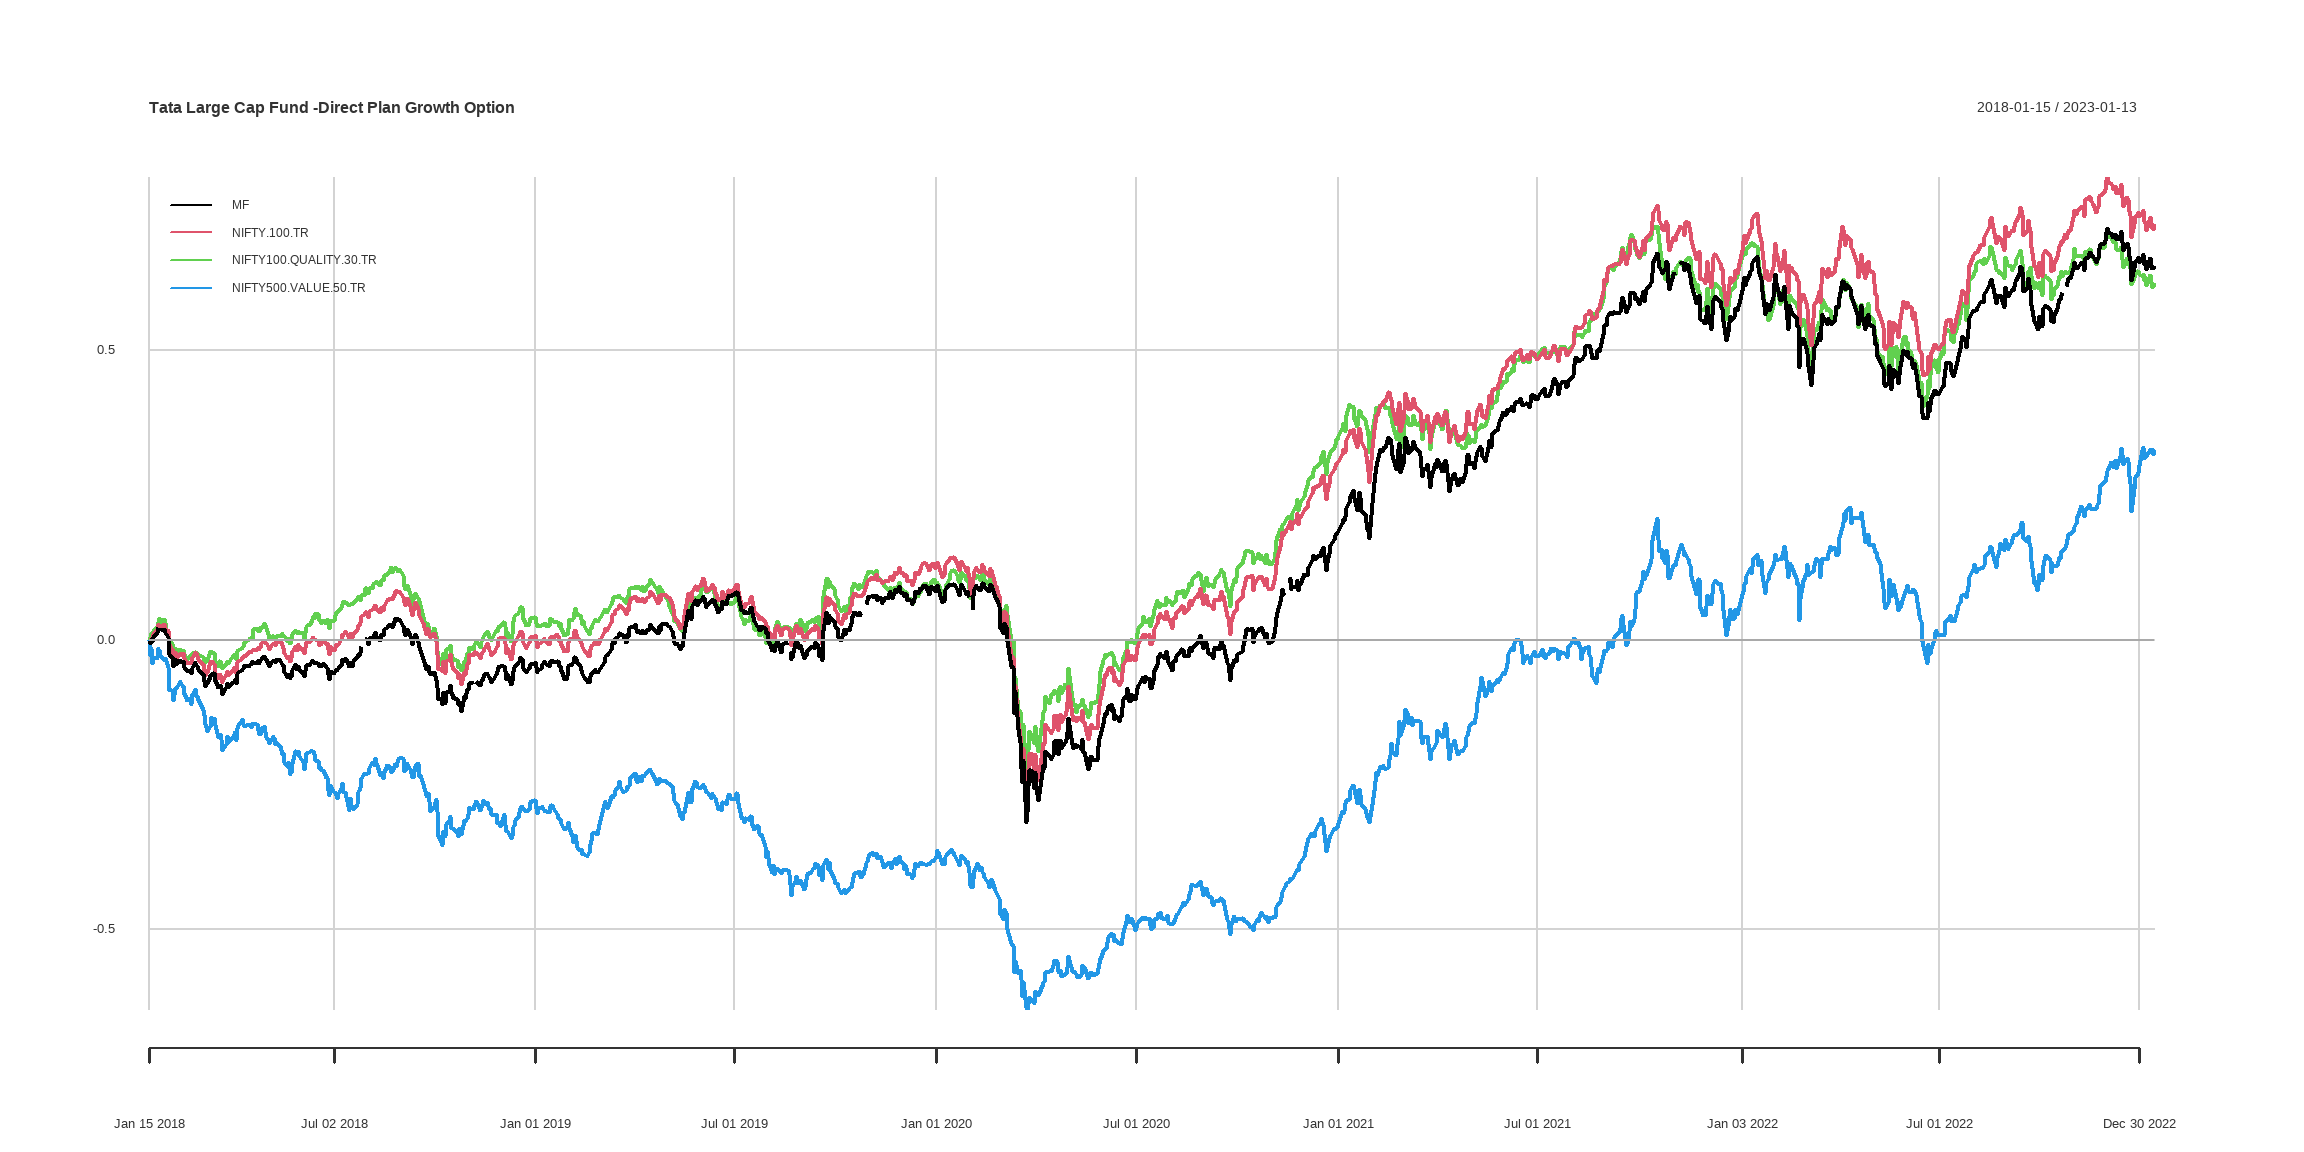 Tata Large Cap Fund -Direct Plan Growth Option
2018-01-15 / 2023-01-13
MF
NIFTY.100.TR
NIFTY100.QUALITY.30.TR
NIFTY500.VALUE.50.TR
0.5
0.0
-0.5
Jan 15 2018 Jul 02 2018 Jan 01 2019 Jul 01 2019 Jan 01 2020 Jul 01 2020 Jan 01 2021 Jul 01 2021 Jan 03 2022 Jul 01 2022 Dec 30 2022